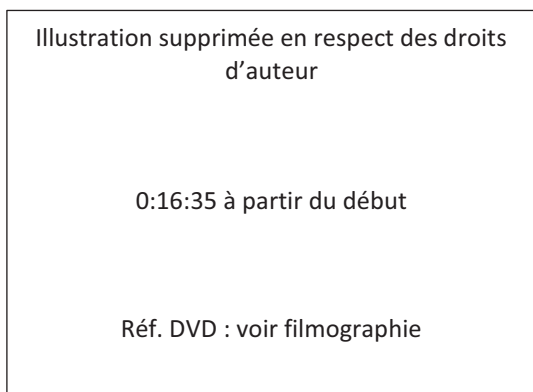 Illustration supprimée en respect des droits
d’auteur
0:16:35 à partir du début
Réf. DVD : voir filmographie